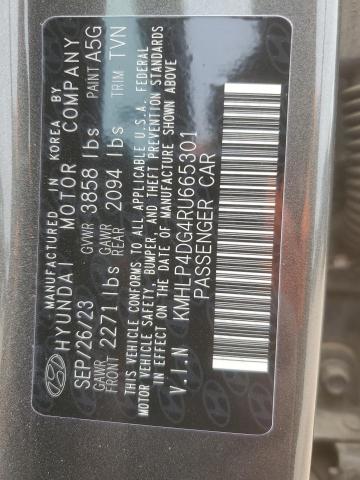 MANUFACTURED IN KOREA BY
HYUNDAI MOTOR COMPANY
SEP/26/23 GVWR 3858 lbs PAINT A5G
GAWR FRONT 2271 lbs GAWR REAR 2094 lbs TRIM TVN
THIS VEHICLE CONFORMS TO ALL APPLICABLE U.S.A. FEDERAL
MOTOR VEHICLE SAFETY, BUMPER, AND THEFT PREVENTION STANDARDS
IN EFFECT ON THE DATE OF MANUFACTURE SHOWN ABOVE
V.I.N KMHLP4DG4RU665301
PASSENGER CAR